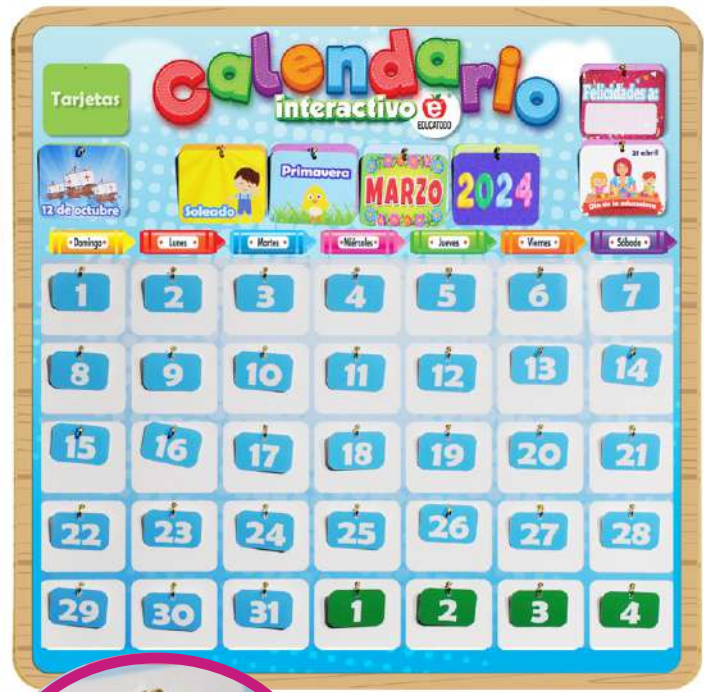 Calendario
interactivo
e
EDUCATODO
Tarjetas
Felicidades a:
12 de octubre
Soleado
Primavera
MARZO
2024
21 abril
Día de la educadora
Domingo Lunes Martes Miércoles Jueves Viernes Sábado
1 2 3 4 5 6 7
8 9 10 11 12 13 14
15 16 17 18 19 20 21
22 23 24 25 26 27 28
29 30 31 1 2 3 4